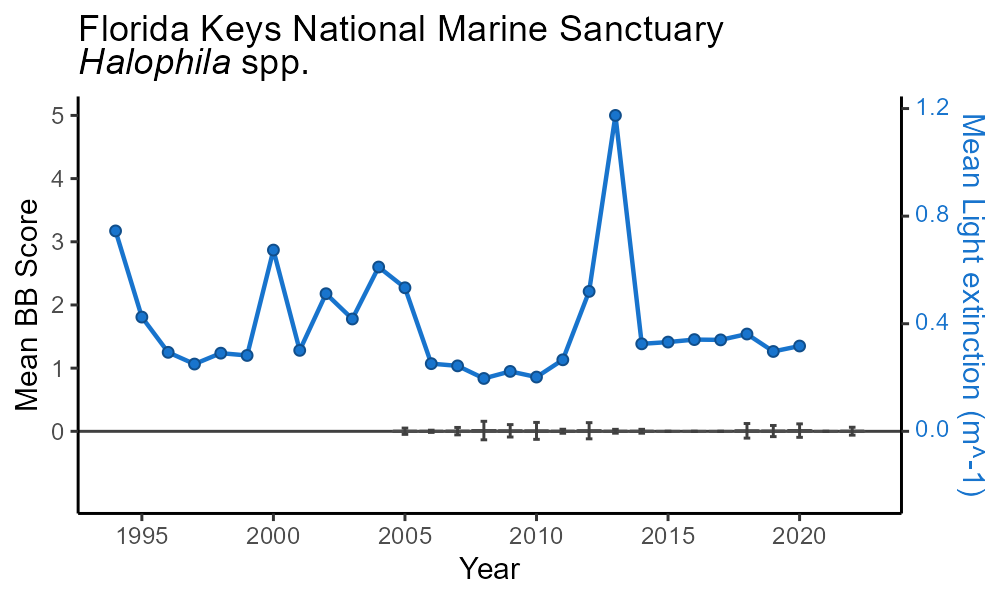 Florida Keys National Marine Sanctuary
Halophila spp.
Mean BB Score
5
4
3
2
1
0
1.2
0.8
0.4
0.0
Mean Light extinction (m^-1)
1995 2000 2005 2010 2015 2020
Year